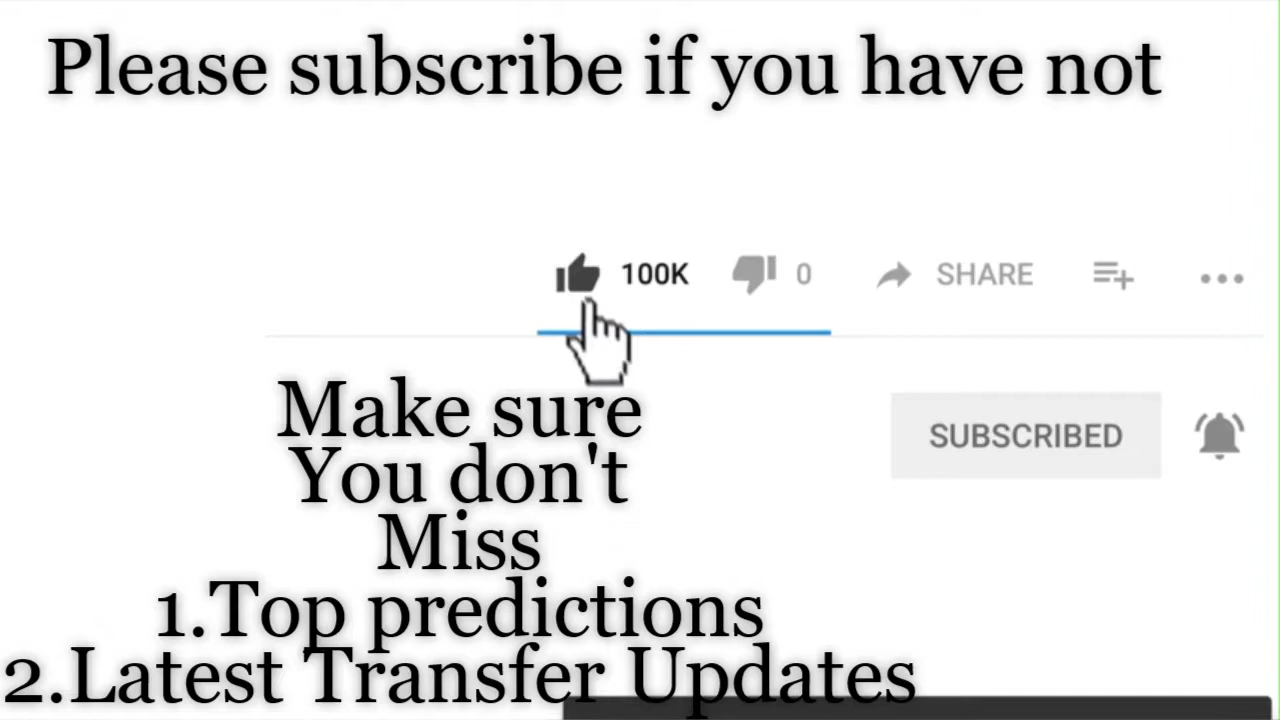 Please subscribe if you have not
100K 0 SHARE
Make sure
SUBSCRIBED
You don't
Miss
1.Top predictions
2.Latest Transfer Updates